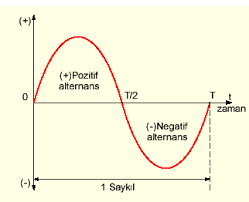 (+)
(+)Pozitif
alternans
T/2
T
t
zaman
0
(-)Negatif
alternans
(-)
1 Saykıl